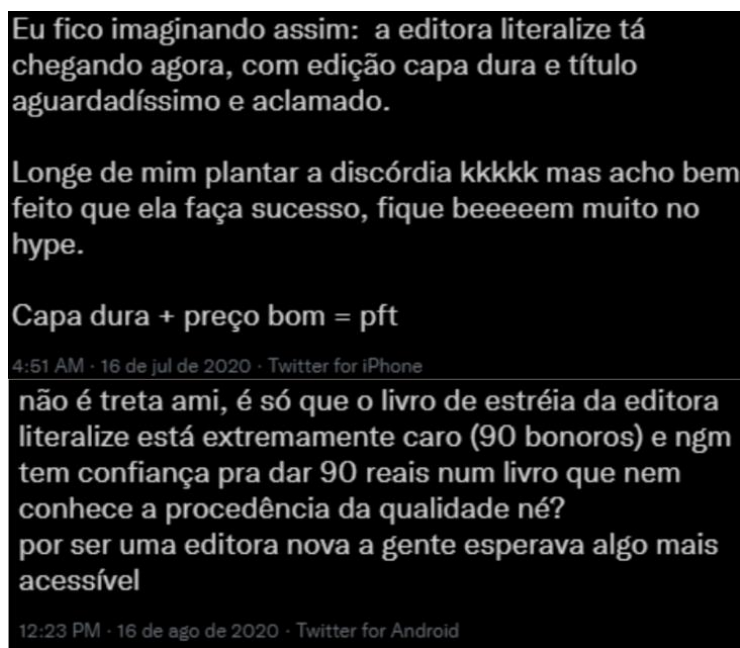 Eu fico imaginando assim:  a editora literalize tá
chegando agora, com edição capa dura e título
aguardadíssimo e aclamado.
Longe de mim plantar a discórdia kkkkk mas acho bem
feito que ela faça sucesso, fique beeeeem muito no
hype.
Capa dura + preço bom = pft
4:51 AM · 16 de jul de 2020 · Twitter for iPhone
não é treta ami, é só que o livro de estréia da editora
literalize está extremamente caro (90 bonoros) e ngm
tem confiança pra dar 90 reais num livro que nem
conhece a procedência da qualidade né?
por ser uma editora nova a gente esperava algo mais
acessível
12:23 PM · 16 de ago de 2020 · Twitter for Android